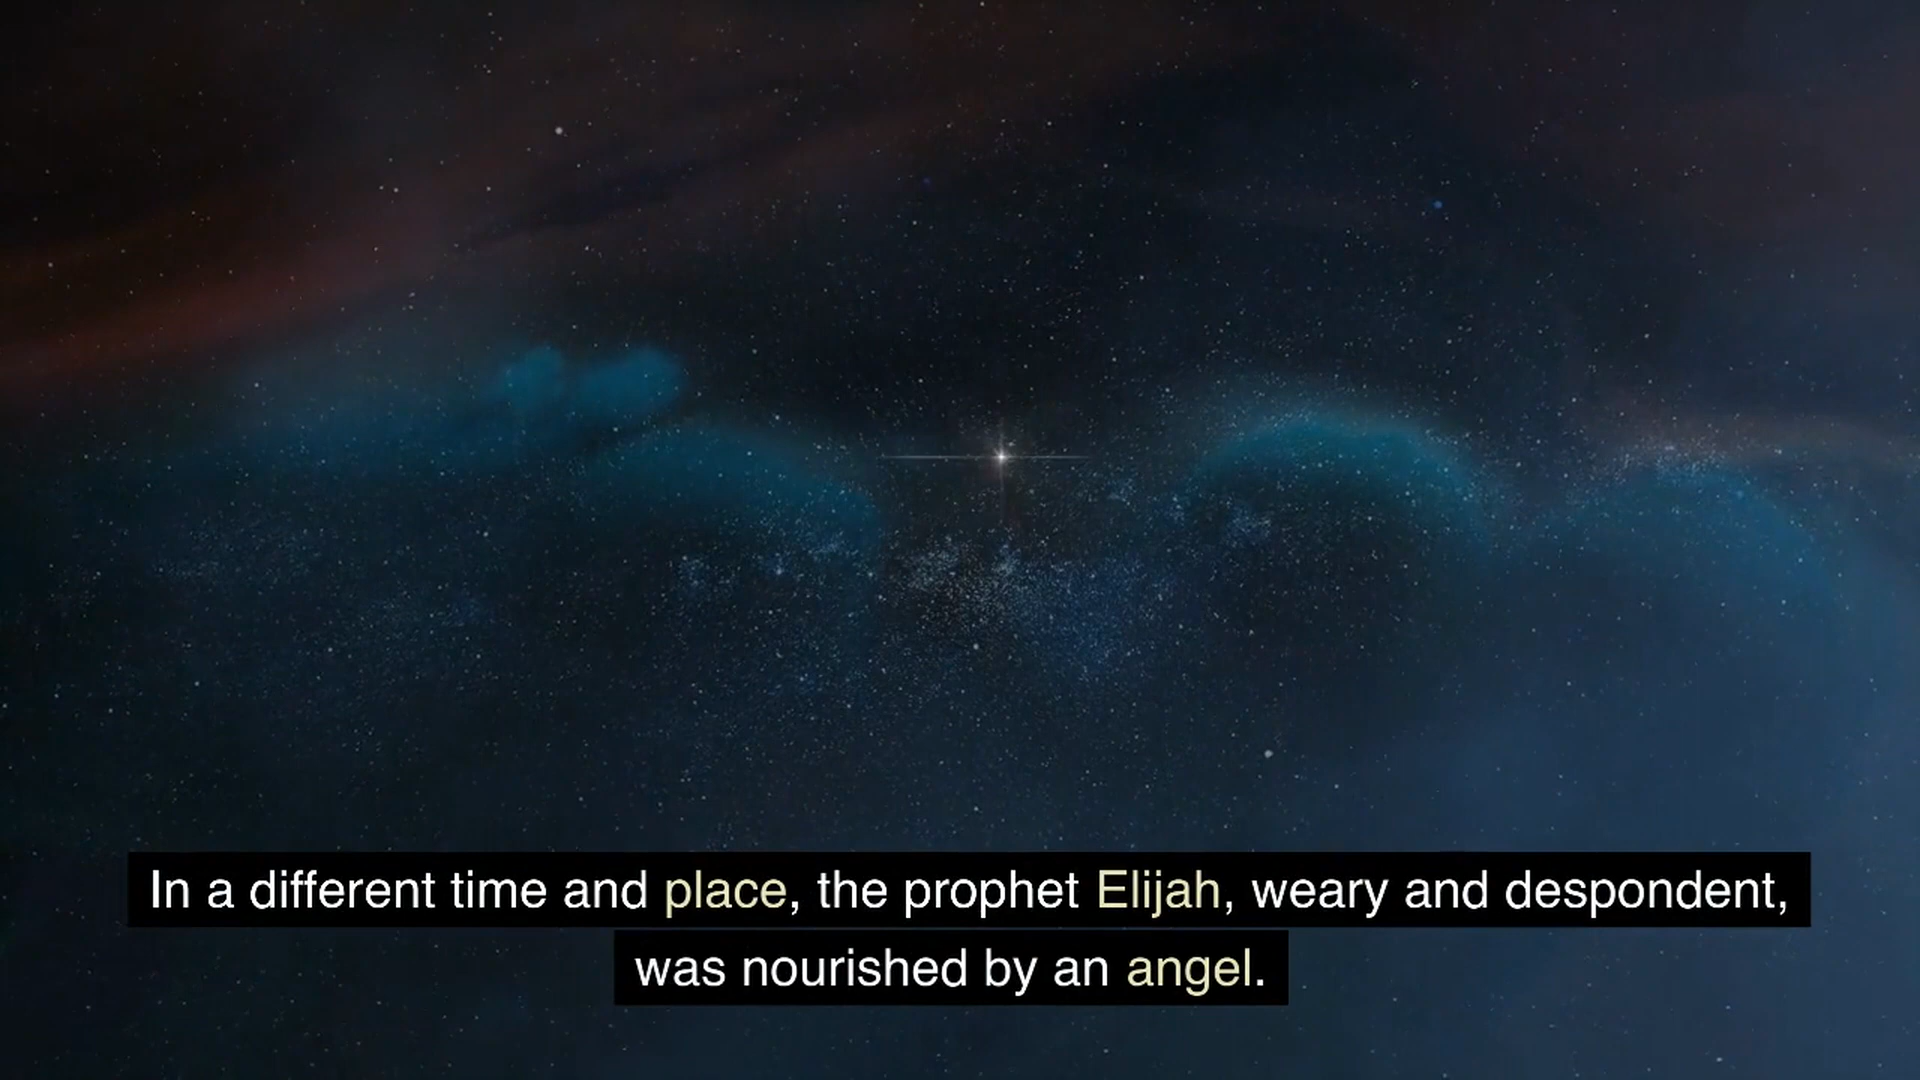 In a different time and place, the prophet Elijah, weary and despondent,
was nourished by an angel.